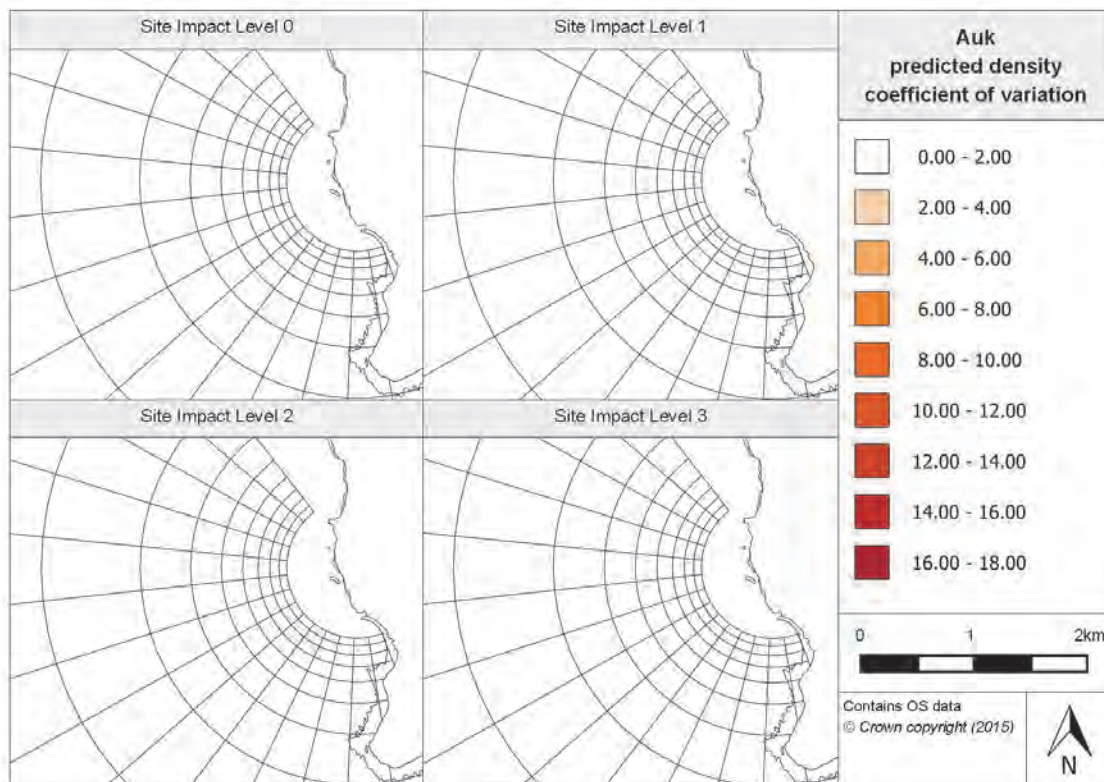 Site Impact Level 0
Site Impact Level 1
Site Impact Level 2
Site Impact Level 3
Auk
predicted density
coefficient of variation
0.00 - 2.00
2.00 - 4.00
4.00 - 6.00
6.00 - 8.00
8.00 - 10.00
10.00 - 12.00
12.00 - 14.00
14.00 - 16.00
16.00 - 18.00
0 1 2km
Contains OS data
© Crown copyright (2015)
N